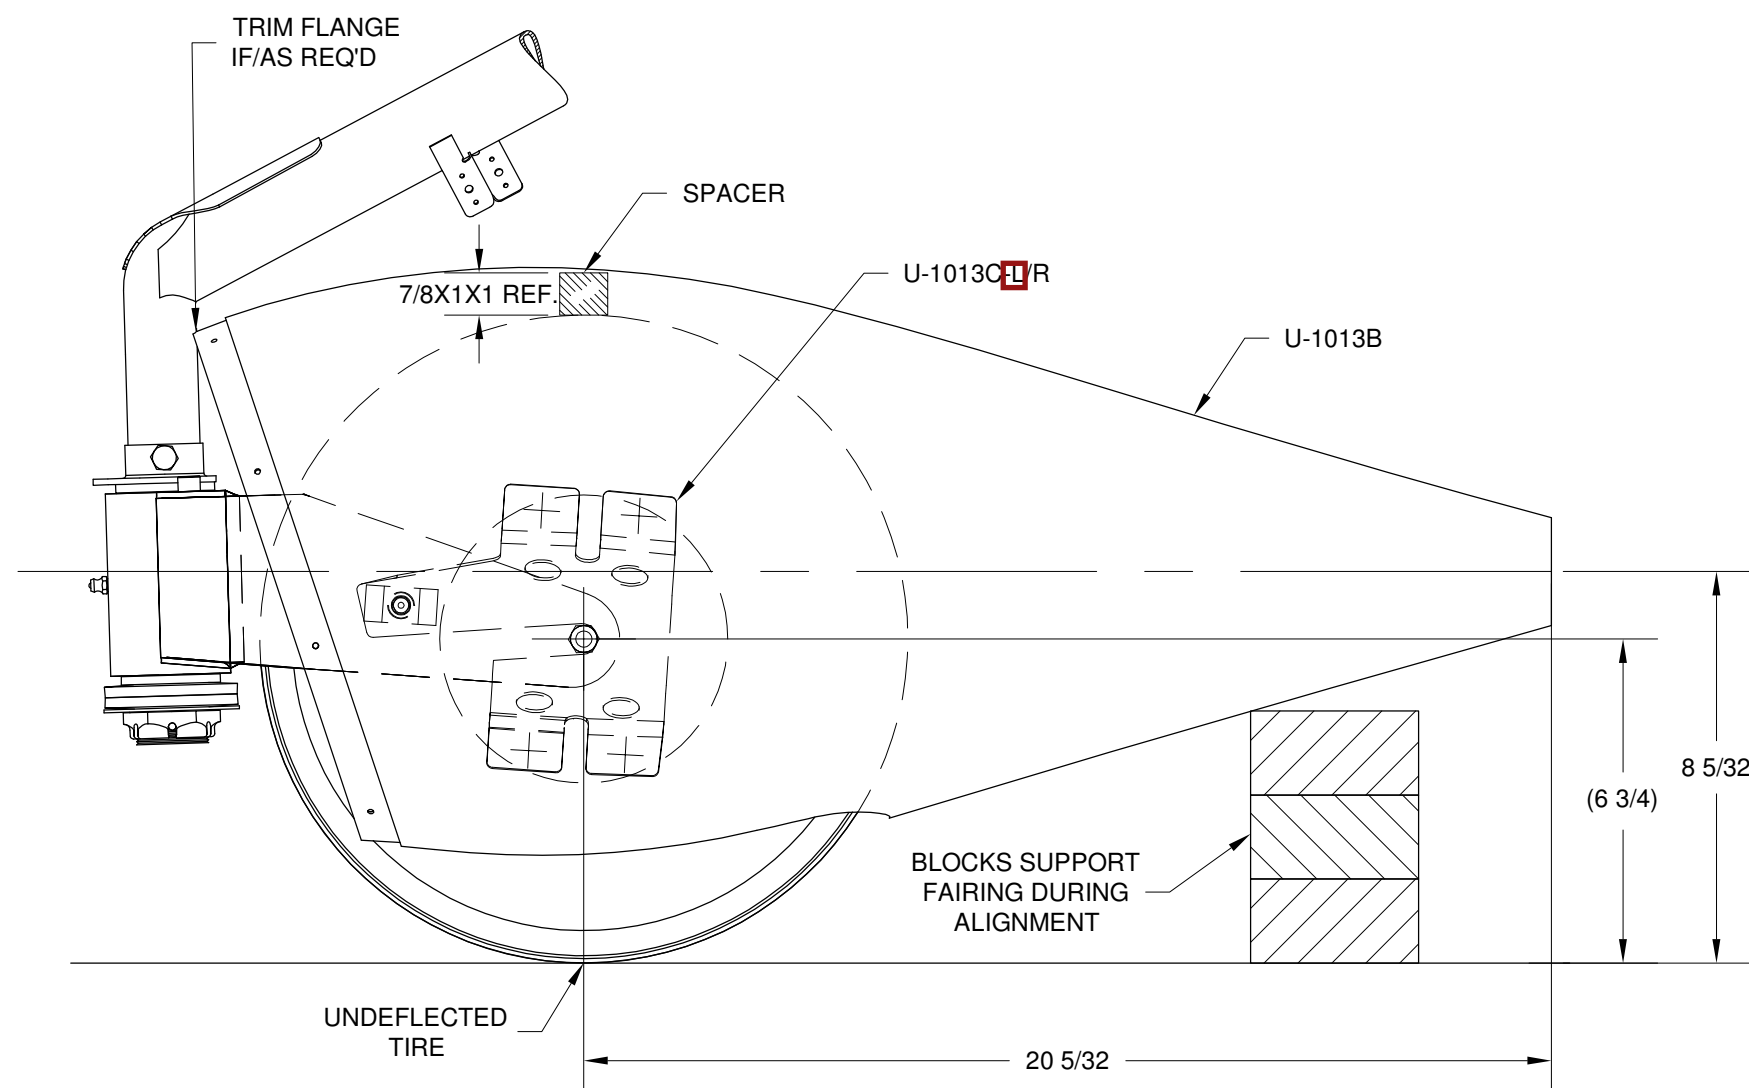 TRIM FLANGE
IF/AS REQ'D
SPACER
U-1013C-L/R
7/8X1X1 REF.
U-1013B
8 5/32
(6 3/4)
BLOCKS SUPPORT
FAIRING DURING
ALIGNMENT
UNDEFLECTED
TIRE
20 5/32